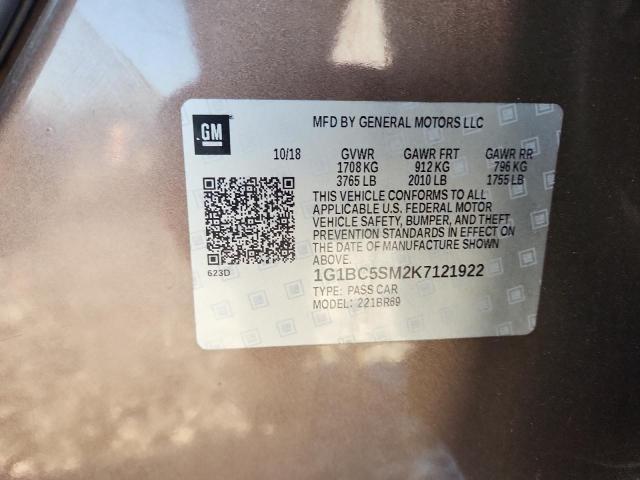 GM
MFD BY GENERAL MOTORS LLC
10/18 GVWR GAWR FRT GAWR RR
1708 KG 912 KG 796 KG
3765 LB 2010 LB 1755 LB
THIS VEHICLE CONFORMS TO ALL
APPLICABLE U.S. FEDERAL MOTOR
VEHICLE SAFETY, BUMPER, AND THEFT
PREVENTION STANDARDS IN EFFECT ON
THE DATE OF MANUFACTURE SHOWN
ABOVE.
623D
1G1BC5SM2K7121922
TYPE: PASS CAR
MODEL: 221BR69